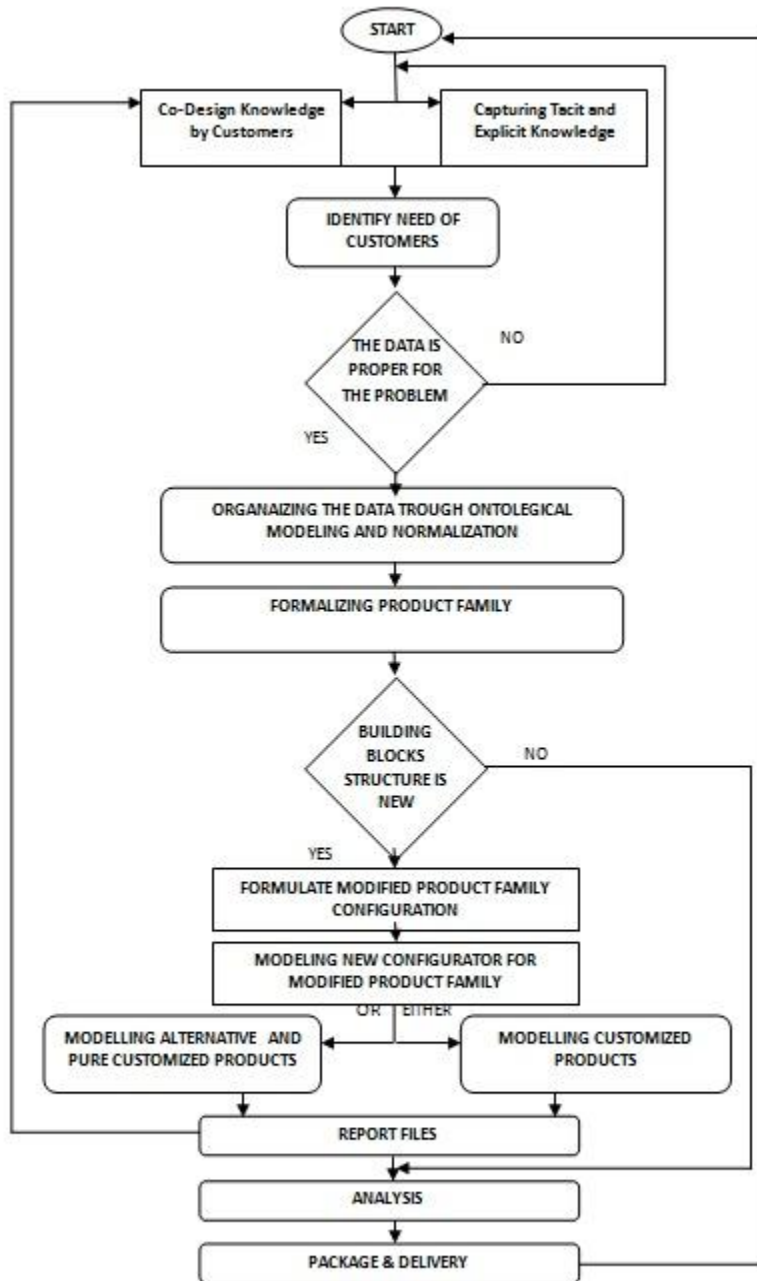 START
Co-Design Knowledge
by Customers
Capturing Tacit and
Explicit Knowledge
IDENTIFY NEED OF
CUSTOMERS
THE DATA IS
PROPER FOR
THE PROBLEM
NO
YES
ORGANAIZING THE DATA TROUGH ONTOLEGICAL
MODELING AND NORMALIZATION
FORMALIZING PRODUCT FAMILY
BUILDING
BLOCKS
STRUCTURE IS
NEW
NO
YES
FORMULATE MODIFIED PRODUCT FAMILY
CONFIGURATION
MODELING NEW CONFIGURATOR FOR
MODIFIED PRODUCT FAMILY
OR EITHER
MODELLING ALTERNATIVE AND
PURE CUSTOMIZED PRODUCTS
MODELLING CUSTOMIZED
PRODUCTS
REPORT FILES
ANALYSIS
PACKAGE & DELIVERY